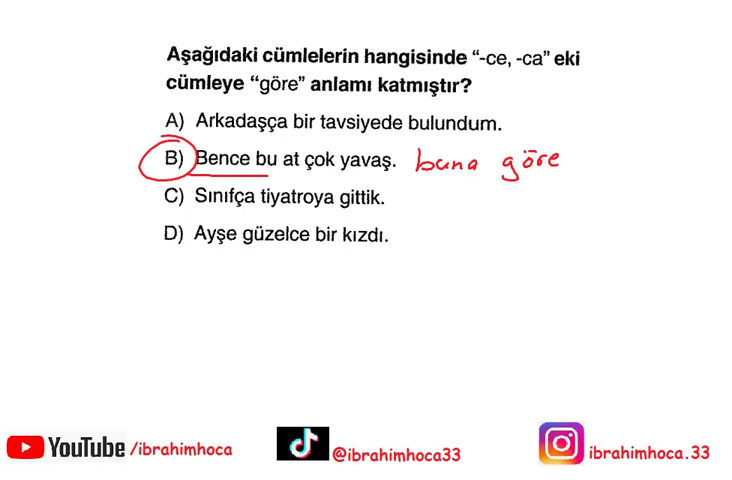 Aşağıdaki cümlelerin hangisinde “-ce, -ca” eki
cümleye “göre” anlamı katmıştır?
A) Arkadaşça bir tavsiyede bulundum.
B) Bence bu at çok yavaş. bana göre
C) Sınıfça tiyatroya gittik.
D) Ayşe güzelce bir kızdı.
YouTube /ibrahimhoca @ibrahimhoca33 ibrahimhoca.33